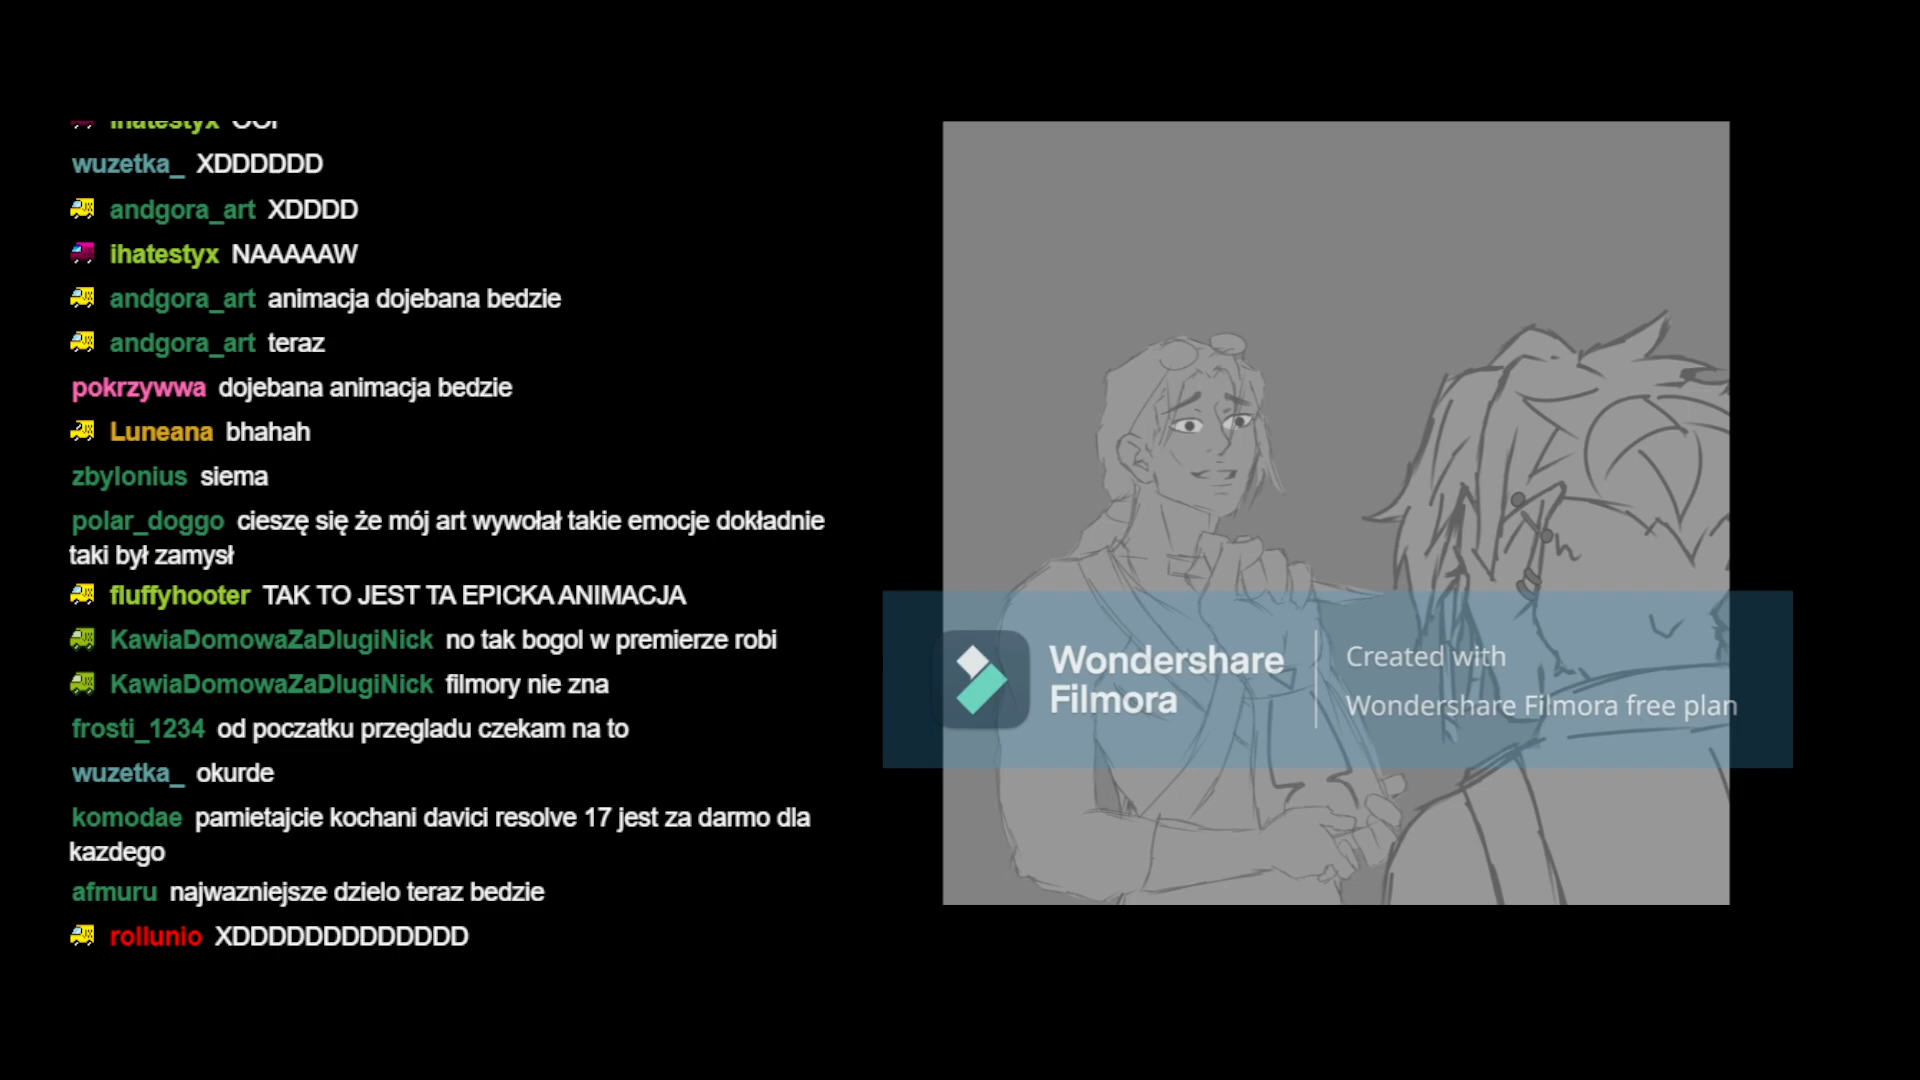 wuzetka_ XDDDDDD
andgora_art XDDDD
ihatestyx NAAAAAW
andgora_art animacja dojebana bedzie
andgora_art teraz
pokrzywwa dojebana animacja bedzie
Luneana bhahah
zbylonius siema
polar_doggo cieszę się że mój art wywołał takie emocje dokładnie
taki był zamysł
fluffyhooter TAK TO JEST TA EPICKA ANIMACJA
KawiaDomowaZaDlugiNick no tak bogol w premierze robi
KawiaDomowaZaDlugiNick filmory nie zna
frosti_1234 od poczatku przegladu czekam na to
wuzetka_ okurde
komodae pamietajcie kochani davici resolve 17 jest za darmo dla
kazdego
afmuru najwazniejsze dzielo teraz bedzie
rollunio XDDDDDDDDDDDDD
Wondershare
Filmora
Created with
Wondershare Filmora free plan